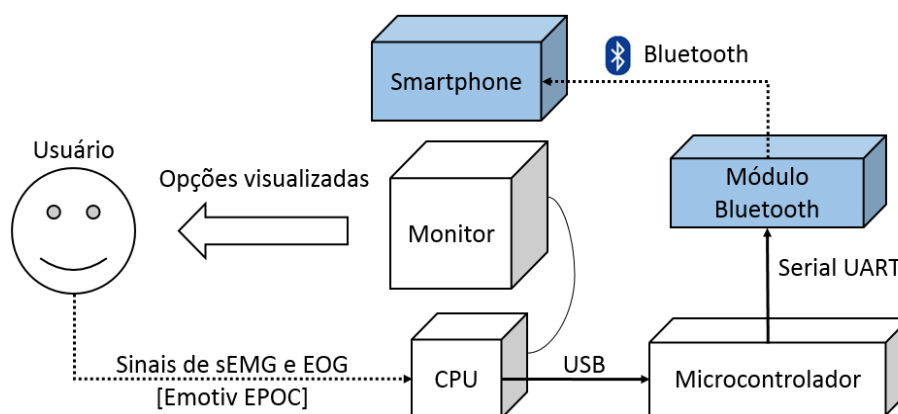 Bluetooth
Smartphone
Usuário
Opções visualizadas
Módulo
Bluetooth
Monitor
Serial UART
Sinais de sEMG e EOG
[Emotiv EPOC]
CPU
USB
Microcontrolador